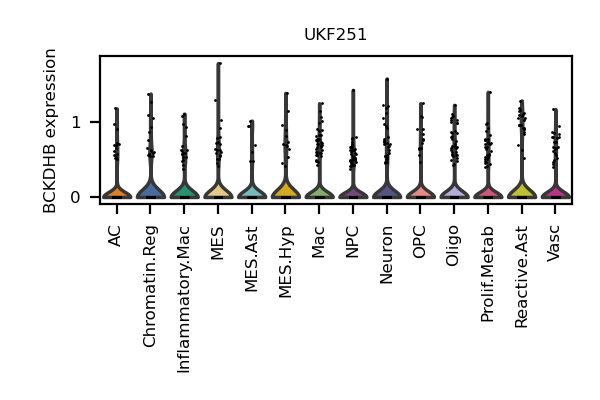 UKF251
BCKDHB expression
1
0
AC
Chromatin.Reg
Inflammatory.Mac
MES
MES.Ast
MES.Hyp
Mac
NPC
Neuron
OPC
Oligo
Prolif.Metab
Reactive.Ast
Vasc